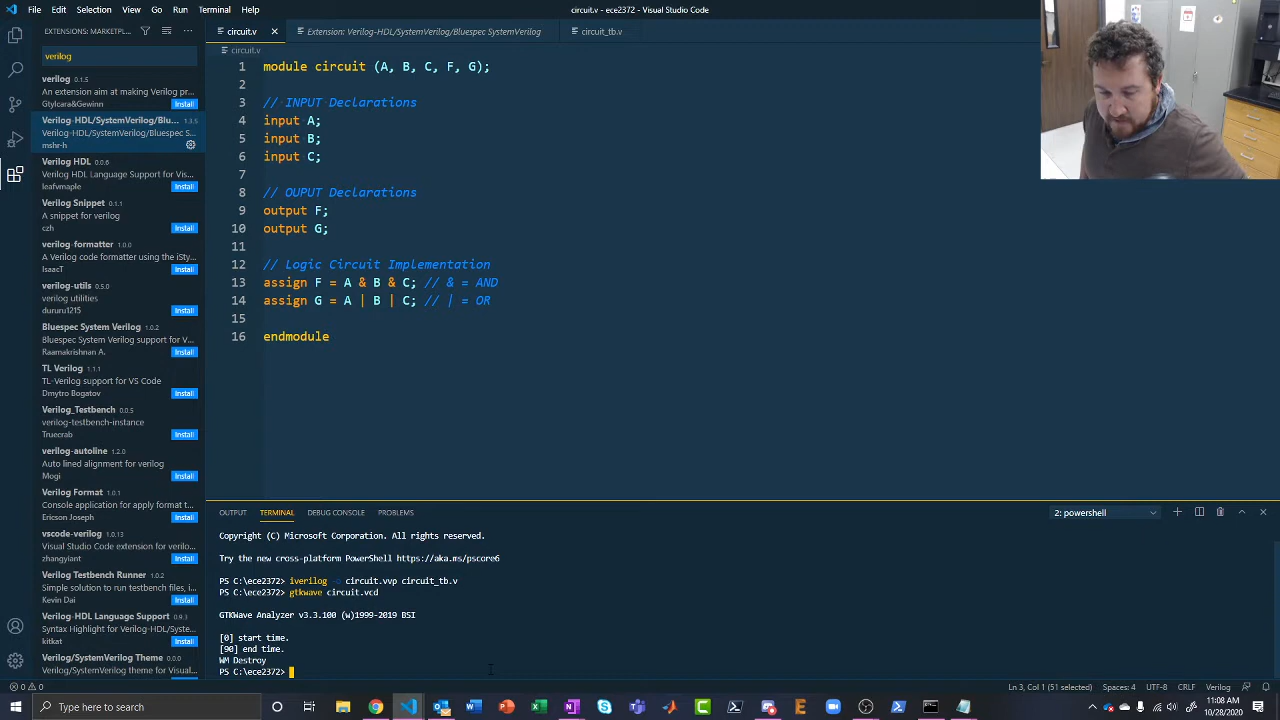 File Edit Selection View Go Run Terminal Help
circuit.v - ece2372 - Visual Studio Code
EXTENSIONS: MARKETPL...
verilog
verilog 0.1.5
An extension aim at making Verilog pr...
Gtylcara&Gewinn Install
Verilog-HDL/SystemVerilog/Blu... 1.3.5
Verilog-HDL/SystemVerilog/Bluespec S...
mshr-h
Verilog HDL 0.0.6
Verilog HDL Language Support for Vis...
leafvmaple Install
Verilog Snippet 0.1.1
A snippet for verilog
czh Install
verilog-formatter 1.0.0
A Verilog code formatter using the iSty...
IsaacT Install
verilog-utils 0.0.5
verilog utilities
dururu1215 Install
Bluespec System Verilog 1.0.2
Bluespec System Verilog support for V...
Raamakrishnan A. Install
TL Verilog 1.1.1
TL-Verilog support for VS Code
Dmytro Bogatov Install
Verilog_Testbench 0.0.5
verilog-testbench-instance
Truecrab Install
verilog-autoline 1.2.0
Auto lined alignment for verilog
Mogi Install
Verilog Format 1.0.1
Console application for apply format t...
Ericson Joseph Install
vscode-verilog 1.0.13
Visual Studio Code extension for verilo...
zhangyiant Install
Verilog Testbench Runner 1.0.2
Simple solution to run testbench files, i...
Kevin Dai Install
Verilog-HDL Language Support 0.9.1
Syntax Highlight for Verilog-HDL/Syste...
kitkat Install
Verilog/SystemVerilog Theme 0.0.0
Verilog/SystemVerilog theme for Visual...
circuit.v
Extension: Verilog-HDL/SystemVerilog/Bluespec SystemVerilog
circuit_tb.v
circuit.v
1 module circuit (A, B, C, F, G);
2
3 // INPUT Declarations
4 input A;
5 input B;
6 input C;
7
8 // OUPUT Declarations
9 output F;
10 output G;
11
12 // Logic Circuit Implementation
13 assign F = A & B & C; // & = AND
14 assign G = A | B | C; // | = OR
15
16 endmodule
OUTPUT TERMINAL DEBUG CONSOLE PROBLEMS
2: powershell
Copyright (C) Microsoft Corporation. All rights reserved.
Try the new cross-platform PowerShell https://aka.ms/pscore6
PS C:\ece2372> iverilog -o circuit.vvp circuit_tb.v
PS C:\ece2372> gtkwave circuit.vcd
GTKWave Analyzer v3.3.100 (w)1999-2019 BSI
[0] start time.
[90] end time.
WM Destroy
PS C:\ece2372>
0 0
Ln 3, Col 1 (51 selected) Spaces: 4 UTF-8 CRLF Verilog
Type here to search
11:08 AM
10/28/2020